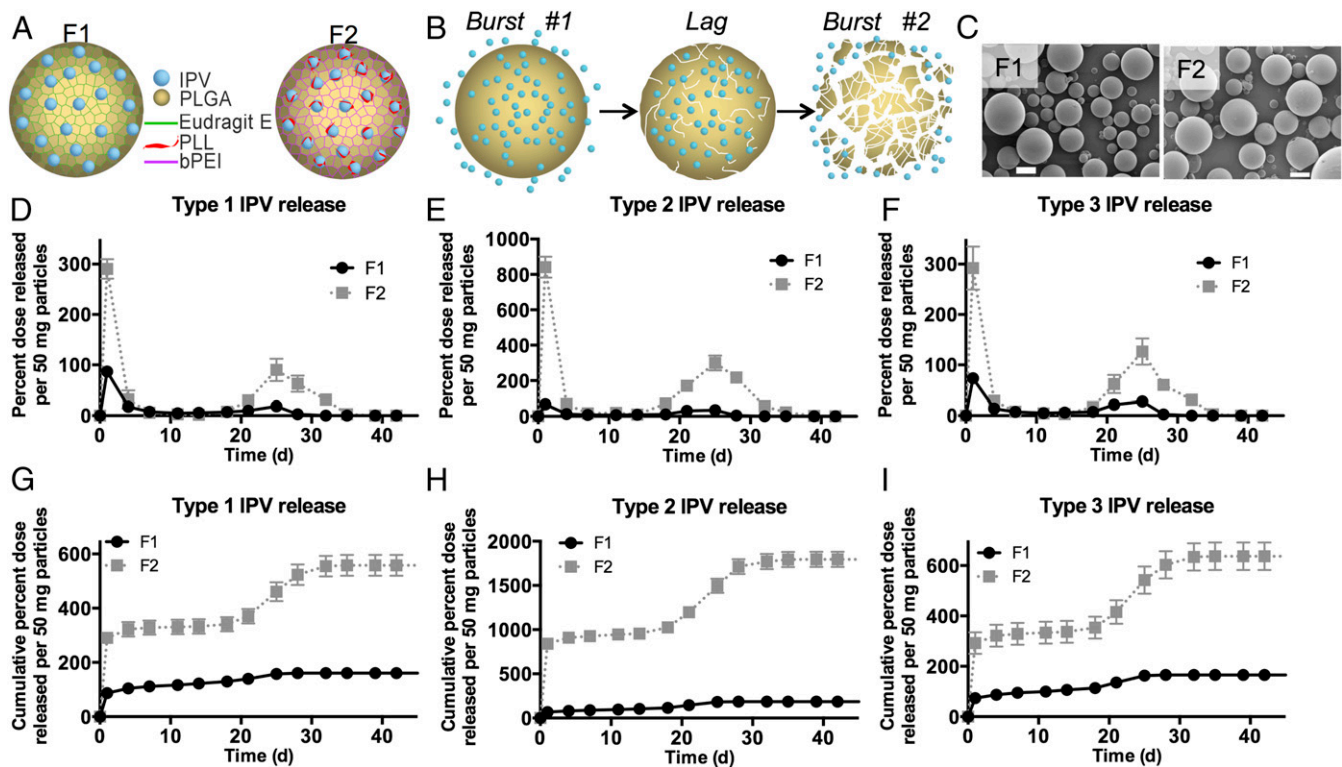 A
F1
F2
IPV
PLGA
Eudragit E
PLL
bPEI
B
Burst #1
Lag
Burst #2
C
F1
F2
D
Type 1 IPV release
Percent dose released
per 50 mg particles
300
200
100
0
0 10 20 30 40
Time (d)
F1
F2
E
Type 2 IPV release
Percent dose released
per 50 mg particles
1000
800
600
400
200
0
0 10 20 30 40
Time (d)
F1
F2
F
Type 3 IPV release
Percent dose released
per 50 mg particles
300
200
100
0
0 10 20 30 40
Time (d)
F1
F2
G
Type 1 IPV release
Cumulative percent dose
released per 50 mg particles
600
400
200
0
0 10 20 30 40
Time (d)
F1
F2
H
Type 2 IPV release
Cumulative percent dose
released per 50 mg particles
2000
1500
1000
500
0
0 10 20 30 40
Time (d)
F1
F2
I
Type 3 IPV release
Cumulative percent dose
released per 50 mg particles
600
400
200
0
0 10 20 30 40
Time (d)
F1
F2